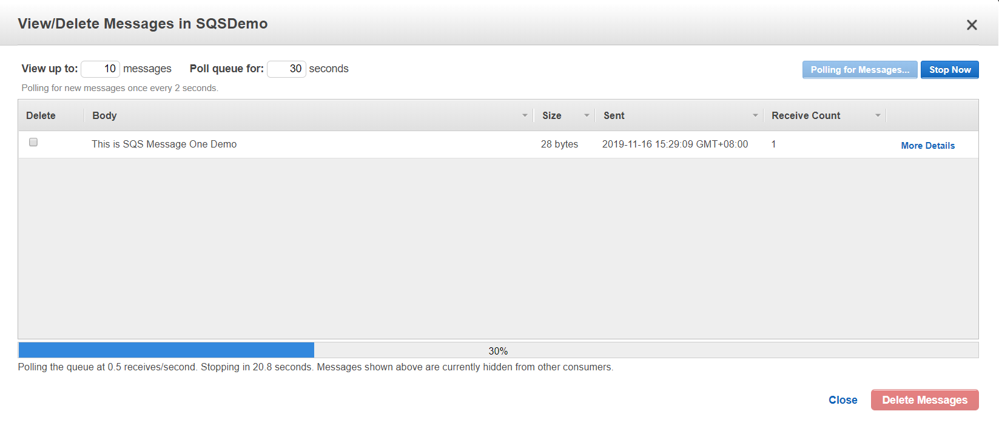 View/Delete Messages in SQSDemo
View up to: 10 messages Poll queue for: 30 seconds
Polling for Messages... Stop Now
Polling for new messages once every 2 seconds.
Delete Body Size Sent Receive Count
This is SQS Message One Demo 28 bytes 2019-11-16 15:29:09 GMT+08:00 1 More Details
30%
Polling the queue at 0.5 receives/second. Stopping in 20.8 seconds. Messages shown above are currently hidden from other consumers.
Close Delete Messages